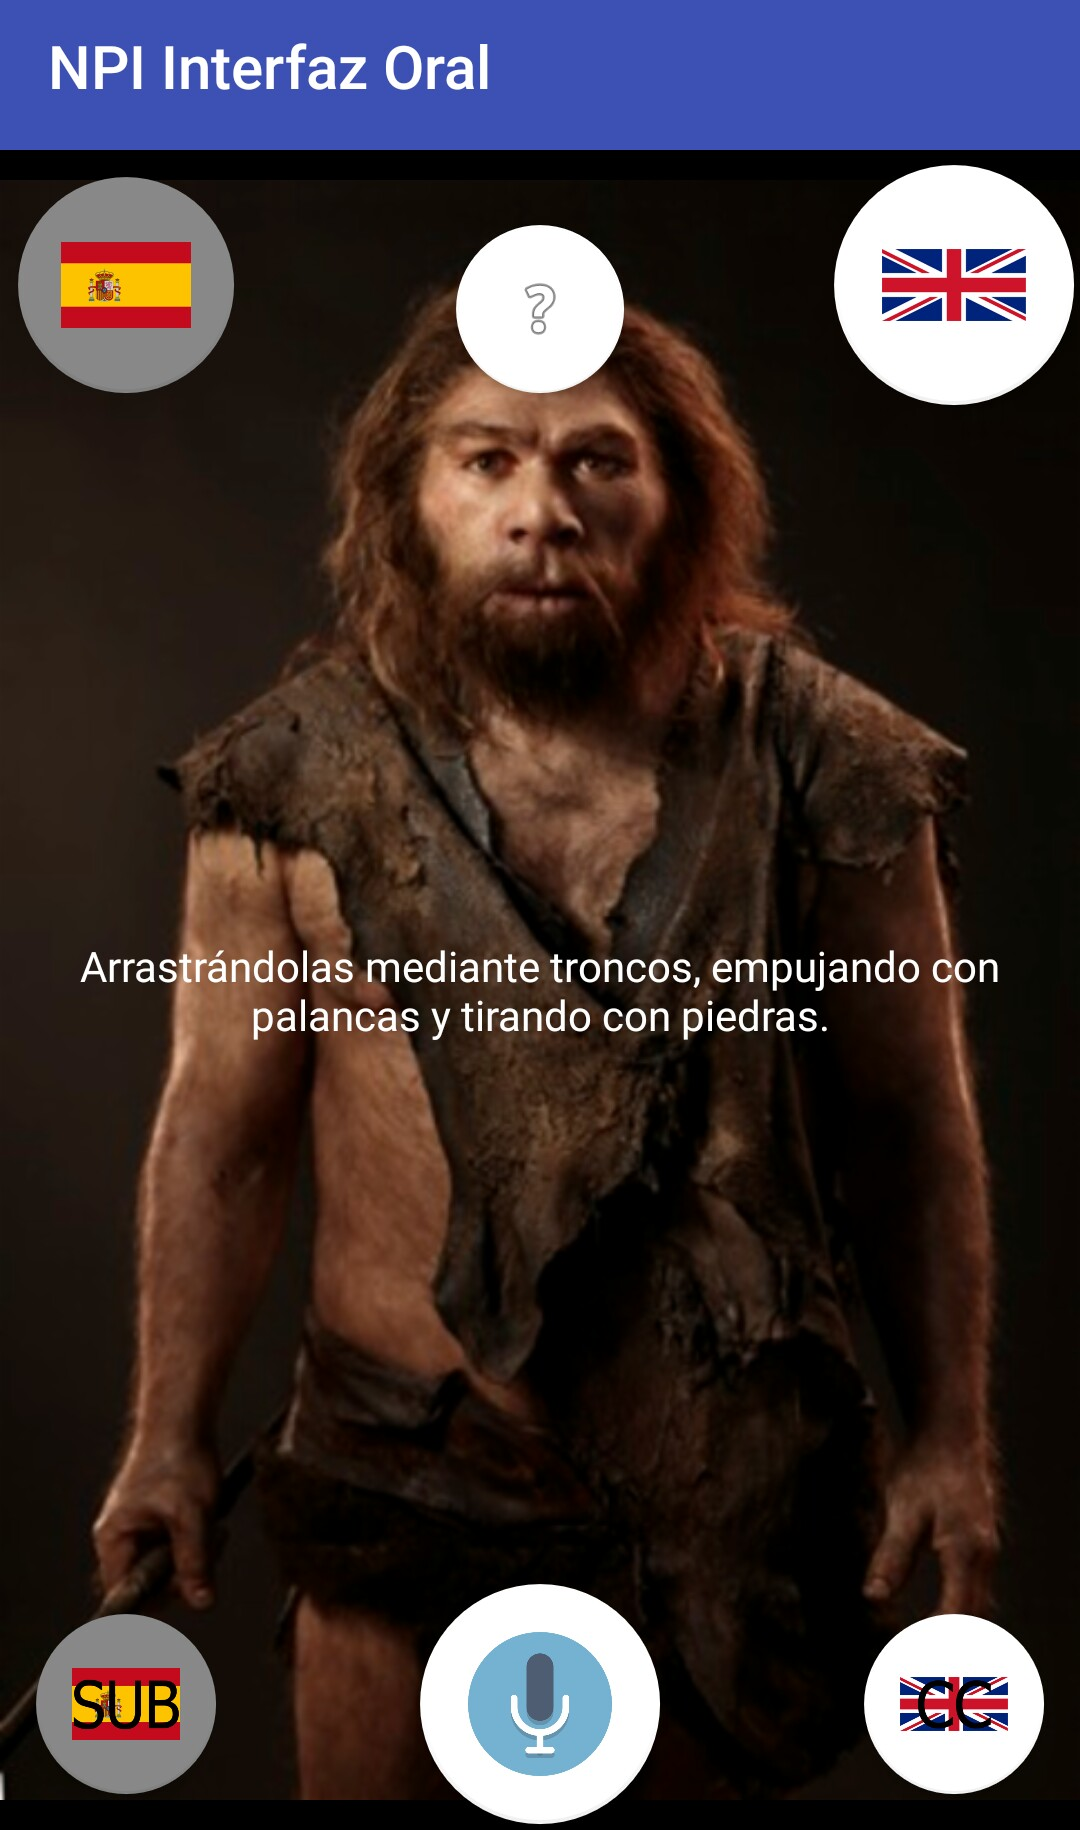 NPI Interfaz Oral
?
Arrastrándolas mediante troncos, empujando con
palancas y tirando con piedras.
SUB
CC